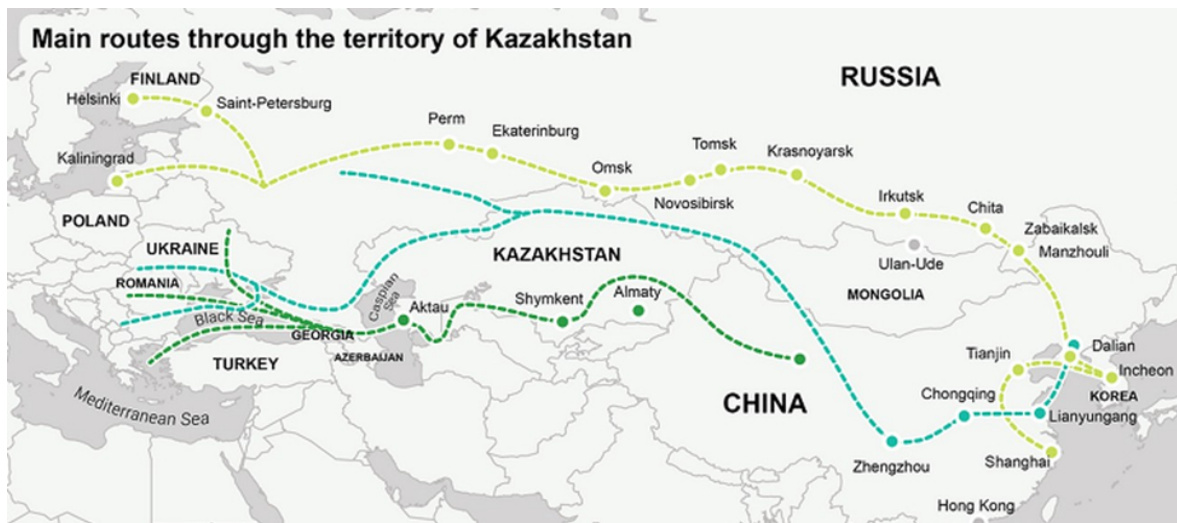 Main routes through the territory of Kazakhstan
RUSSIA
FINLAND
Helsinki
Saint-Petersburg
Perm
Ekaterinburg
Tomsk
Krasnoyarsk
Kaliningrad
Omsk
Novosibirsk
Irkutsk
Chita
Zabaikalsk
Manzhouli
POLAND
UKRAINE
KAZAKHSTAN
Ulan-Ude
ROMANIA
Caspian
Sea
Aktau
Shymkent
Almaty
MONGOLIA
Black Sea
GEORGIA
AZERBAIJAN
TURKEY
Tianjin
Dalian
Incheon
KOREA
Mediterranean Sea
CHINA
Chongqing
Lianyungang
Zhengzhou
Shanghai
Hong Kong